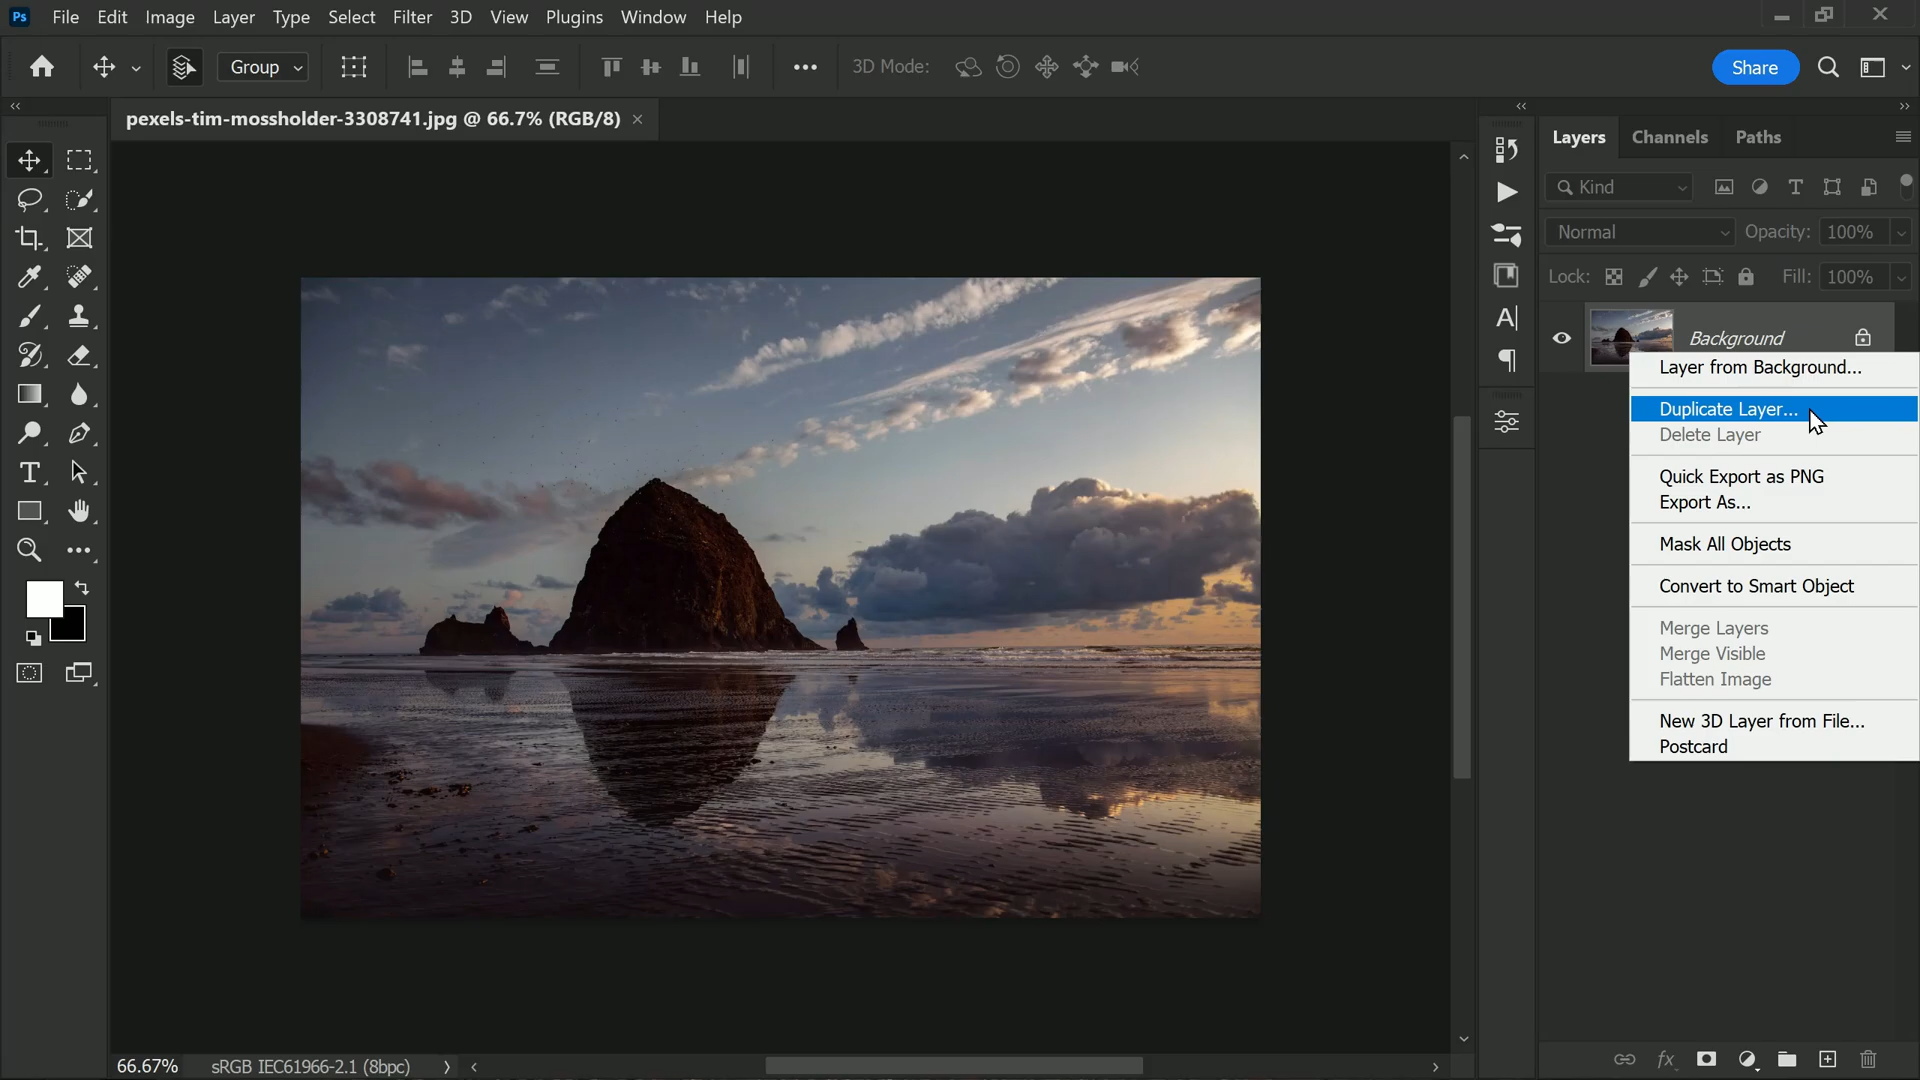 Ps File Edit Image Layer Type Select Filter 3D View Plugins Window Help
Group 3D Mode: Share
pexels-tim-mossholder-3308741.jpg @ 66.7% (RGB/8)
Layers Channels Paths
Kind
Normal Opacity: 100%
Lock: Fill: 100%
Background
Layer from Background...
Duplicate Layer...
Delete Layer
Quick Export as PNG
Export As...
Mask All Objects
Convert to Smart Object
Merge Layers
Merge Visible
Flatten Image
New 3D Layer from File...
Postcard
66.67% sRGB IEC61966-2.1 (8bpc)
fx